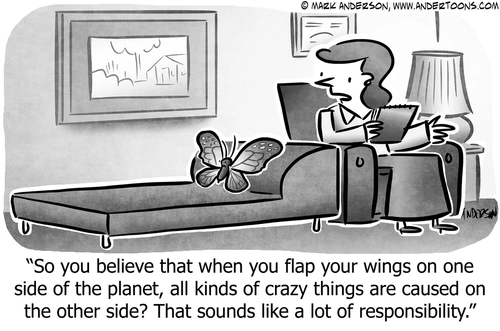 © MARK ANDERSON, WWW.ANDERTOONS.COM
ANDERSON
“So you believe that when you flap your wings on one
side of the planet, all kinds of crazy things are caused on
the other side? That sounds like a lot of responsibility.”